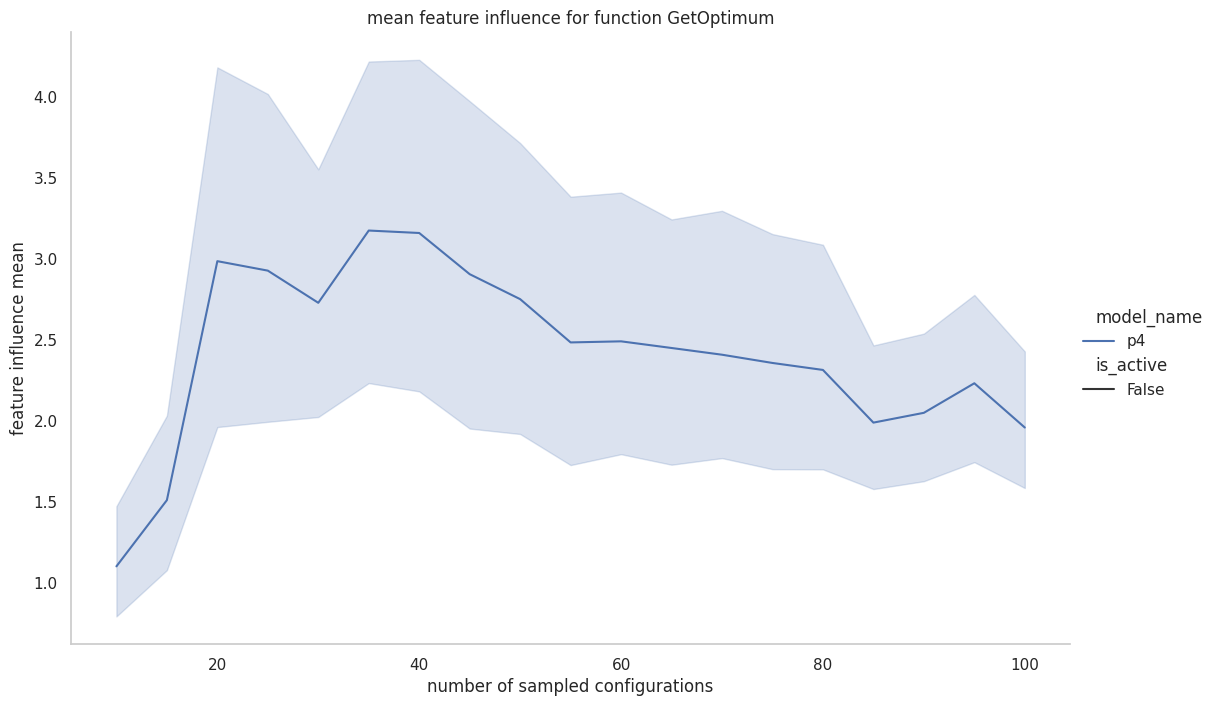 mean feature influence for function GetOptimum
feature influence mean
4.0
3.5
3.0
2.5
2.0
1.5
1.0
20
40
60
80
100
number of sampled configurations
model_name
p4
is_active
False